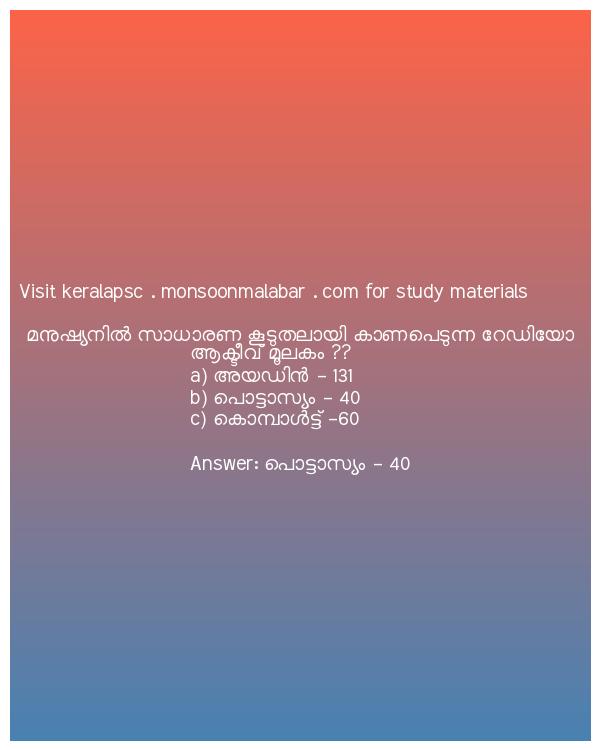 Visit keralapsc . monsoonmalabar . com for study materials
മനുഷ്യനിൽ സാധാരണ കൂടുതലായി കാണപെടുന്ന റേഡിയോ
ആക്ടീവ് മൂലകം ??
a) അയഡിൻ - 131
b) പൊട്ടാസ്യം - 40
c) കൊമ്പാൾട്ട് -60
Answer: പൊട്ടാസ്യം - 40